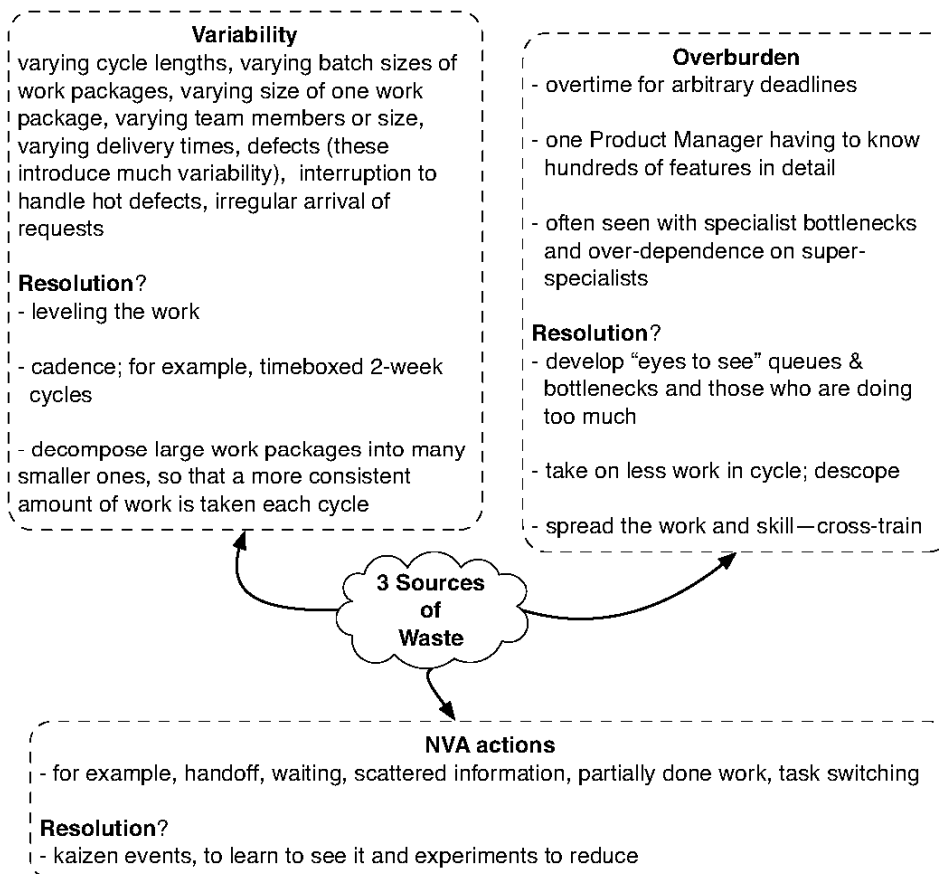 Variability
varying cycle lengths, varying batch sizes of
work packages, varying size of one work
package, varying team members or size,
varying delivery times, defects (these
introduce much variability),  interruption to
handle hot defects, irregular arrival of
requests
Resolution?
- leveling the work
- cadence; for example, timeboxed 2-week
cycles
- decompose large work packages into many
smaller ones, so that a more consistent
amount of work is taken each cycle
Overburden
- overtime for arbitrary deadlines
- one Product Manager having to know
hundreds of features in detail
- often seen with specialist bottlenecks
and over-dependence on super-
specialists
Resolution?
- develop “eyes to see” queues &
bottlenecks and those who are doing
too much
- take on less work in cycle; descope
- spread the work and skill—cross-train
3 Sources
of
Waste
NVA actions
- for example, handoff, waiting, scattered information, partially done work, task switching
Resolution?
- kaizen events, to learn to see it and experiments to reduce